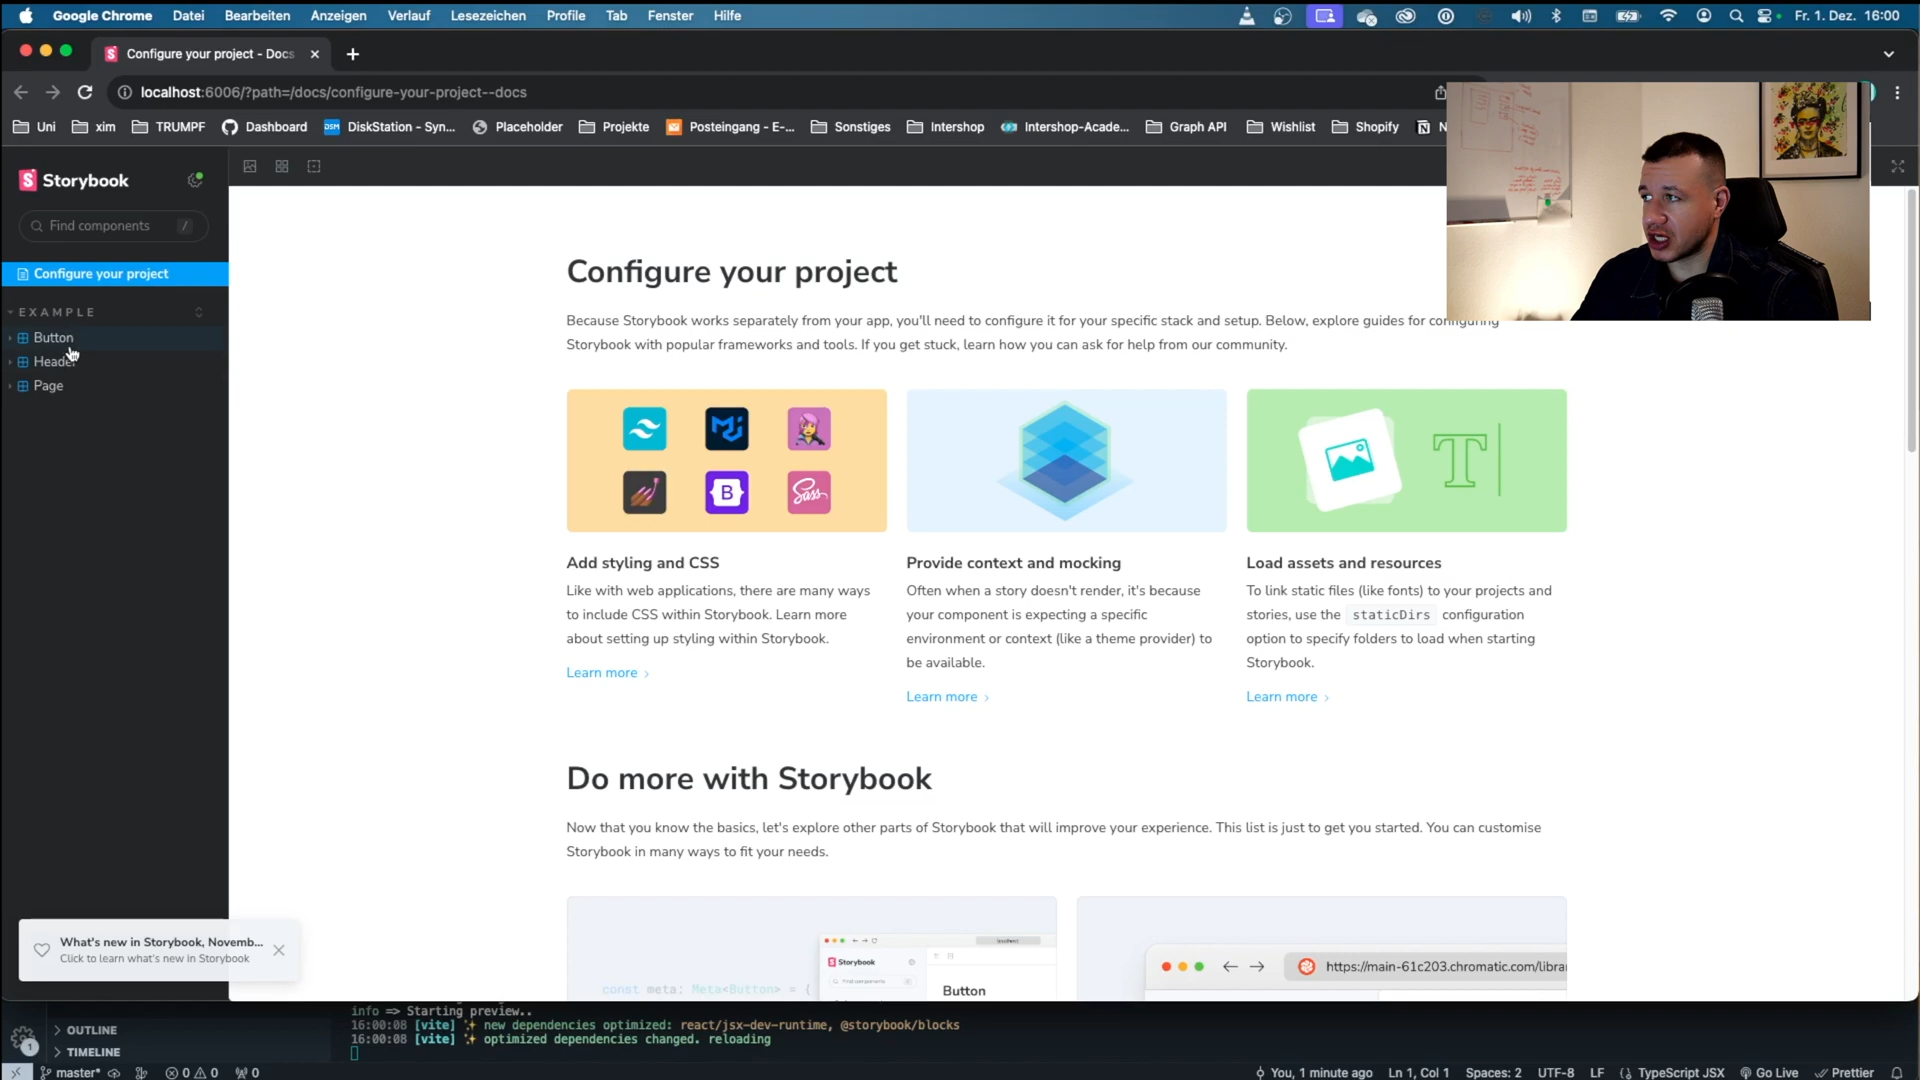 Google Chrome Datei Bearbeiten Anzeigen Verlauf Lesezeichen Profile Tab Fenster Hilfe Fr. 1. Dez. 16:00
Configure your project - Docs
localhost:6006/?path=/docs/configure-your-project--docs
Uni xim TRUMPF Dashboard DiskStation - Syn... Placeholder Projekte Posteingang - E-... Sonstiges Intershop Intershop-Acade... Graph API Wishlist Shopify N
Storybook
Find components /
Configure your project
EXAMPLE
Button
Header
Page
Configure your project
Because Storybook works separately from your app, you'll need to configure it for your specific stack and setup. Below, explore guides for configuring
Storybook with popular frameworks and tools. If you get stuck, learn how you can ask for help from our community.
B
Sass
T
Add styling and CSS
Like with web applications, there are many ways
to include CSS within Storybook. Learn more
about setting up styling within Storybook.
Learn more
Provide context and mocking
Often when a story doesn't render, it's because
your component is expecting a specific
environment or context (like a theme provider) to
be available.
Learn more
Load assets and resources
To link static files (like fonts) to your projects and
stories, use the staticDirs configuration
option to specify folders to load when starting
Storybook.
Learn more
Do more with Storybook
Now that you know the basics, let's explore other parts of Storybook that will improve your experience. This list is just to get you started. You can customise
Storybook in many ways to fit your needs.
const meta: Meta<Button> = {
Storybook
Find components
Button
https://main-61c203.chromatic.com/libra
What's new in Storybook, Novemb...
Click to learn what's new in Storybook
info => Starting preview..
16:00:08 [vite] ✨ new dependencies optimized: react/jsx-dev-runtime, @storybook/blocks
16:00:08 [vite] ✨ optimized dependencies changed. reloading
1
OUTLINE
TIMELINE
master* 0 0 0 You, 1 minute ago Ln 1, Col 1 Spaces: 2 UTF-8 LF TypeScript JSX Go Live Prettier